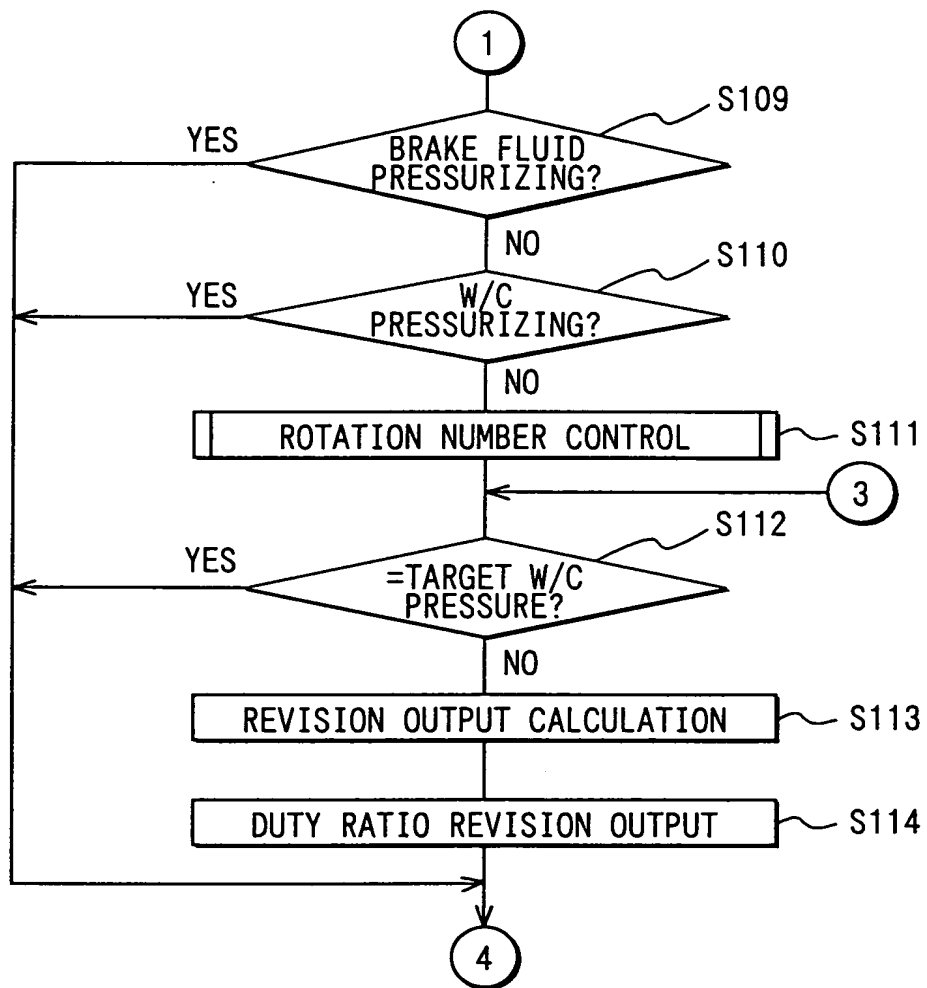 1
S109
YES
BRAKE FLUID
PRESSURIZING?
NO
S110
YES
W/C
PRESSURIZING?
NO
ROTATION NUMBER CONTROL
S111
3
S112
YES
=TARGET W/C
PRESSURE?
NO
REVISION OUTPUT CALCULATION
S113
DUTY RATIO REVISION OUTPUT
S114
4